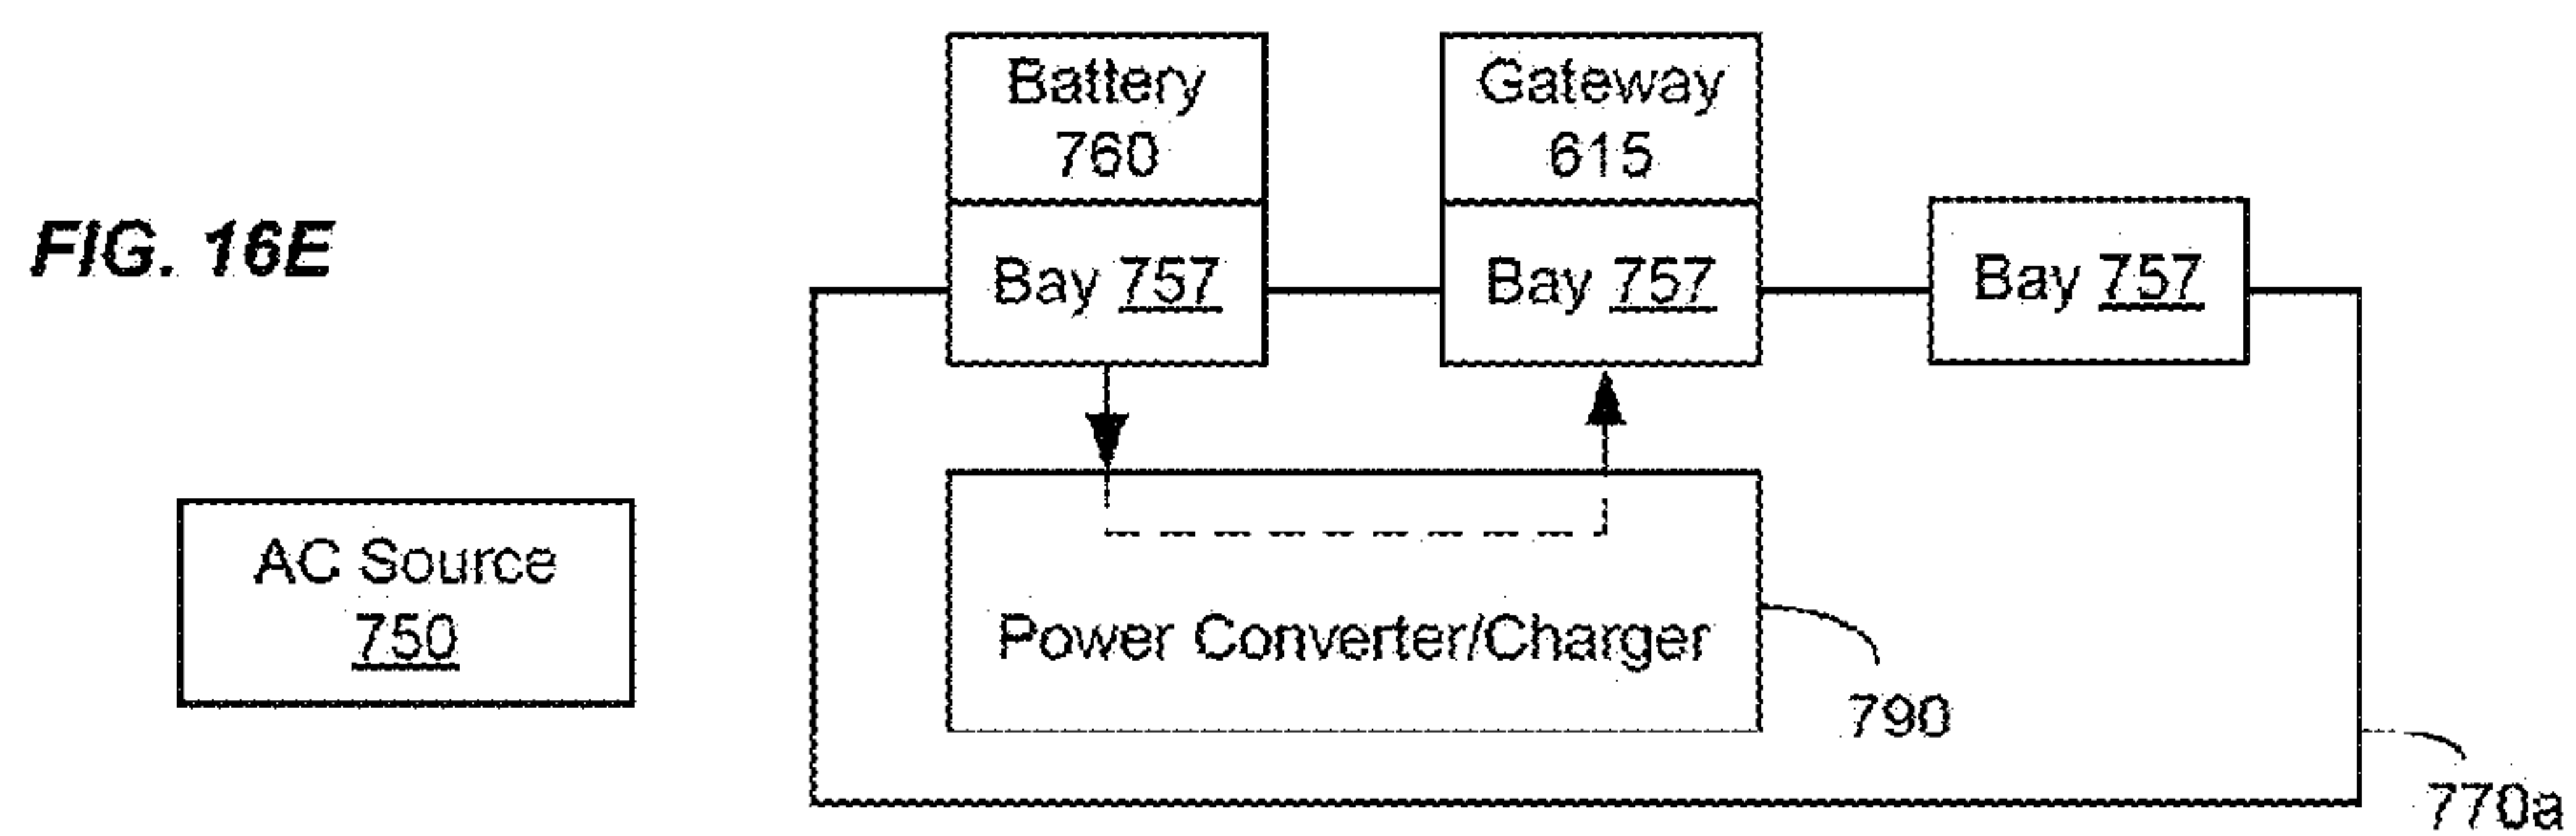 Battery
760
Gateway
615
FIG. 16E
Bay 757
Bay 757
Bay 757
AC Source
750
Power Converter/Charger
790
770a